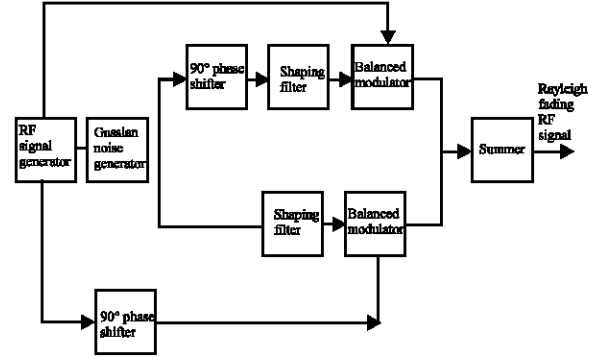 90° phase
shifter
Shaping
filter
Balanced
modulator
Rayleigh
fading
RF
signal
RF
signal
generator
Gussian
noise
generator
Summer
Shaping
filter
Balanced
modulator
90° phase
shifter